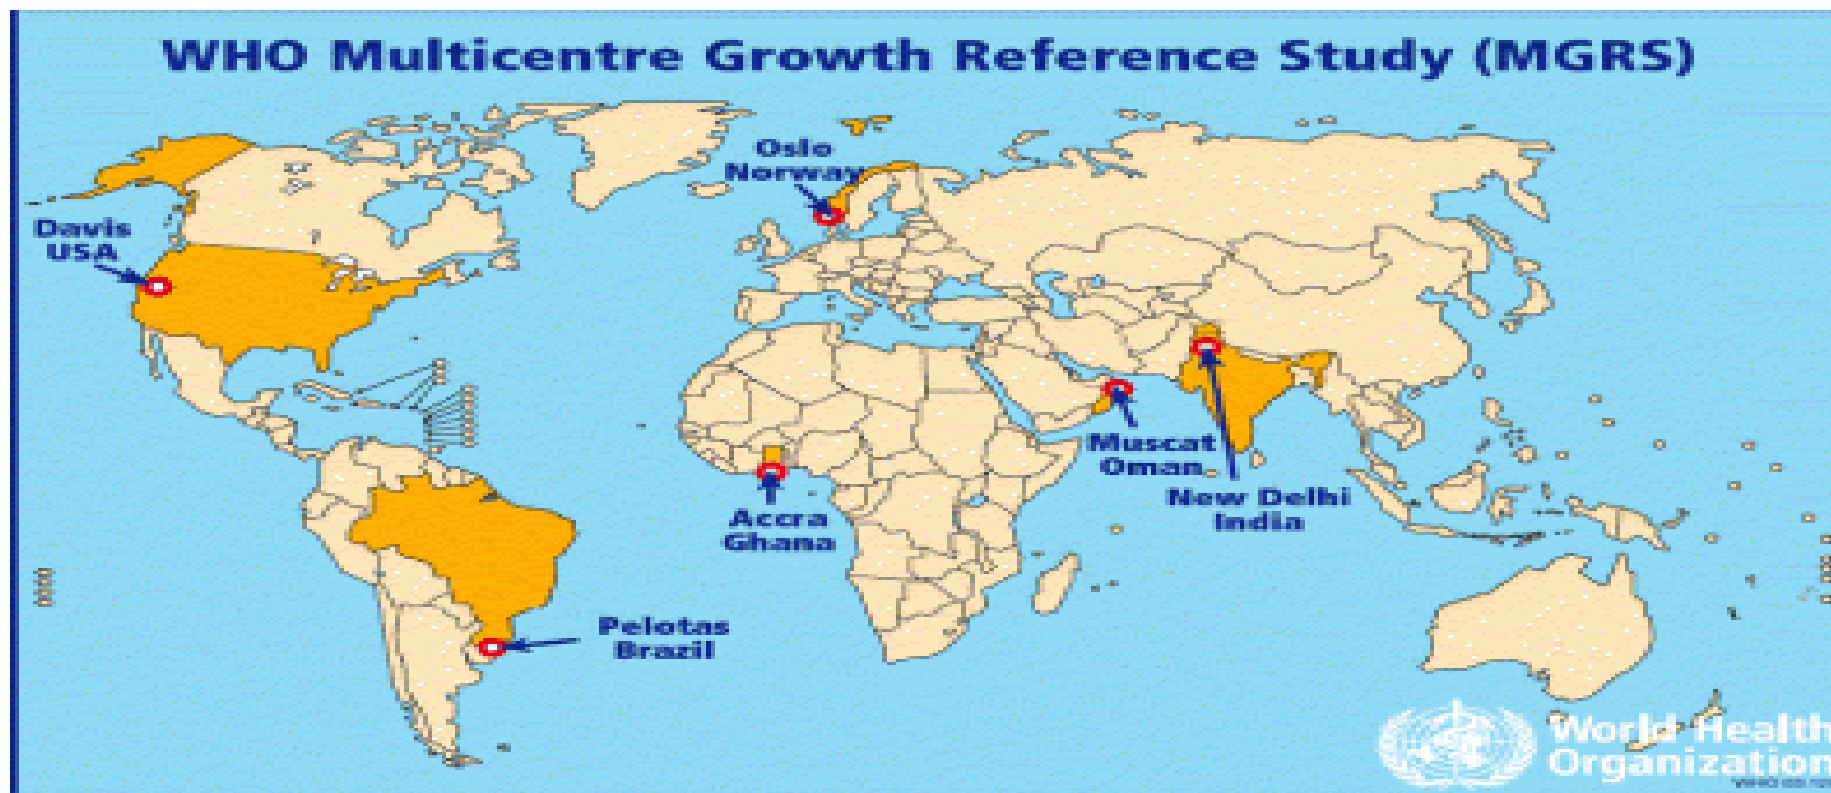 WHO Multicentre Growth Reference Study (MGRS)
Oslo
Norway
Davis
USA
Muscat
Oman
New Delhi
India
Accra
Ghana
Pelotas
Brazil
World Health
Organization